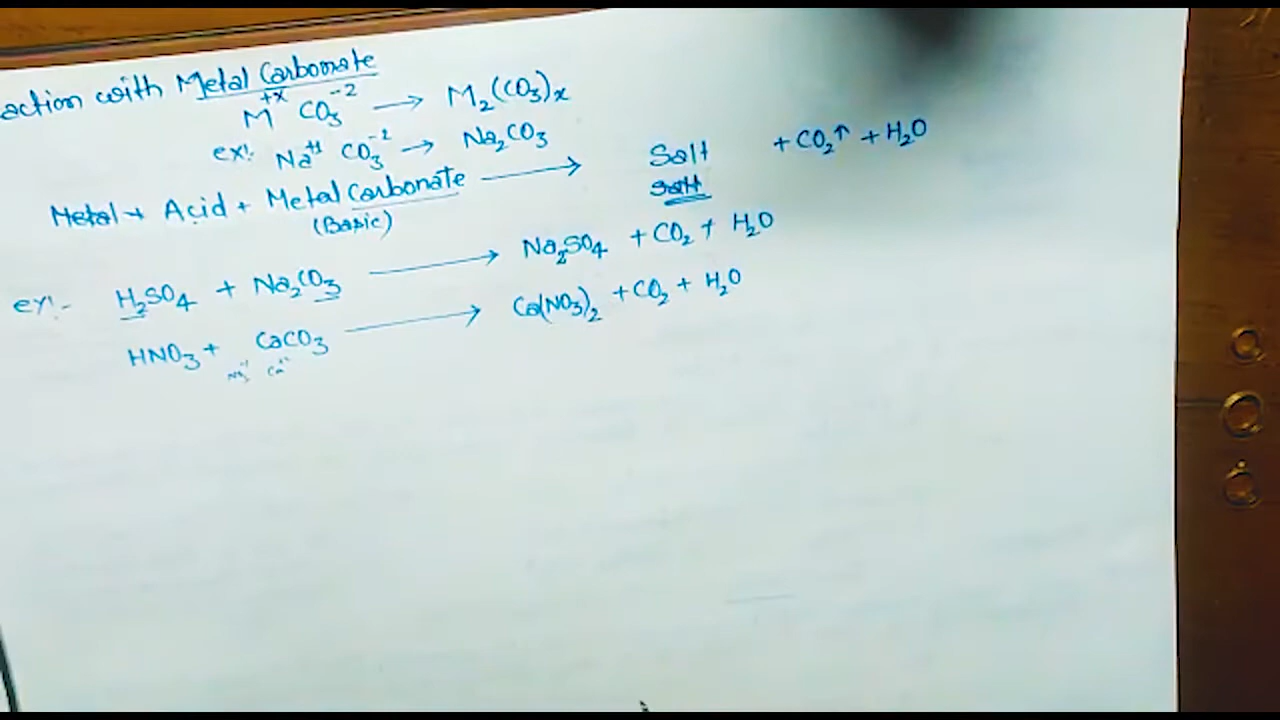 action with Metal Carbonate
M⁺ˣ CO₃⁻² → M₂(CO₃)ₓ
ex:- Na⁺¹ CO₃⁻² → Na₂CO₃
Metal + Acid + Metal Carbonate → Salt + CO₂↑ + H₂O
(Basic) Salt
ex:- H₂SO₄ + Na₂CO₃ → Na₂SO₄ + CO₂ + H₂O
HNO₃ + CaCO₃ → Ca(NO₃)₂ + CO₂ + H₂O